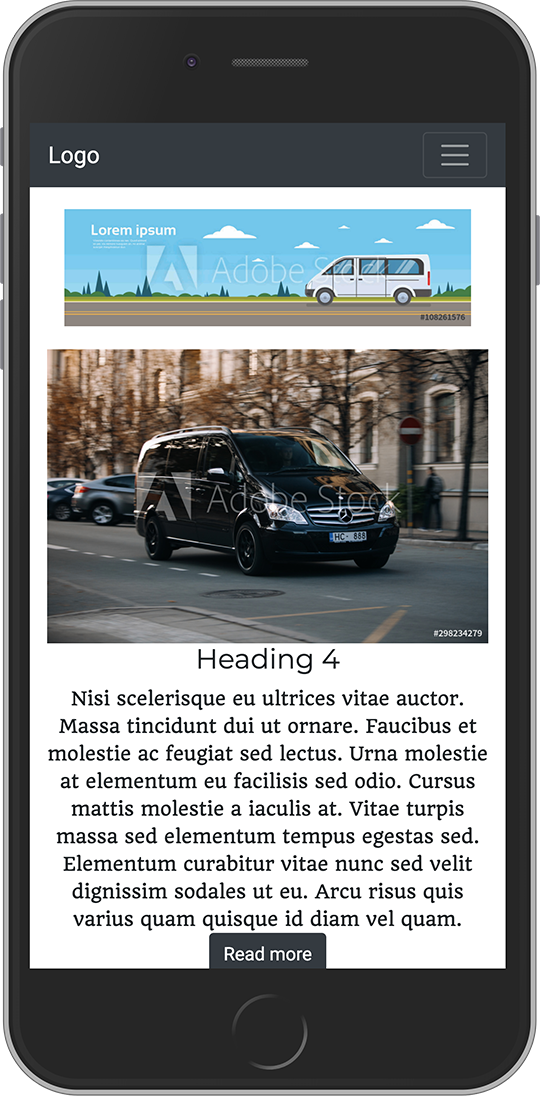 Logo
Lorem ipsum
Adobe Stock
#108261576
Adobe Stock
HC- 888
#298234279
Heading 4
Nisi scelerisque eu ultrices vitae auctor.
Massa tincidunt dui ut ornare. Faucibus et
molestie ac feugiat sed lectus. Urna molestie
at elementum eu facilisis sed odio. Cursus
mattis molestie a iaculis at. Vitae turpis
massa sed elementum tempus egestas sed.
Elementum curabitur vitae nunc sed velit
dignissim sodales ut eu. Arcu risus quis
varius quam quisque id diam vel quam.
Read more